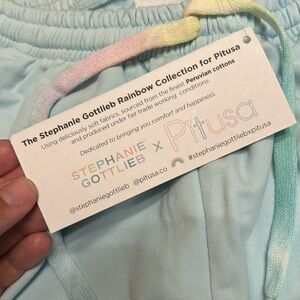 The Stephanie Gottlieb Rainbow Collection for Pitusa
Using deliciously soft fabrics, sourced from the finest Peruvian cottons
and produced under fair trade working conditions.
Dedicated to bringing you comfort and happiness.
STEPHANIE
GOTTLIEB X Pitusa
@stephaniegottlieb @pitusa.co #stephaniegottliebxpitusa